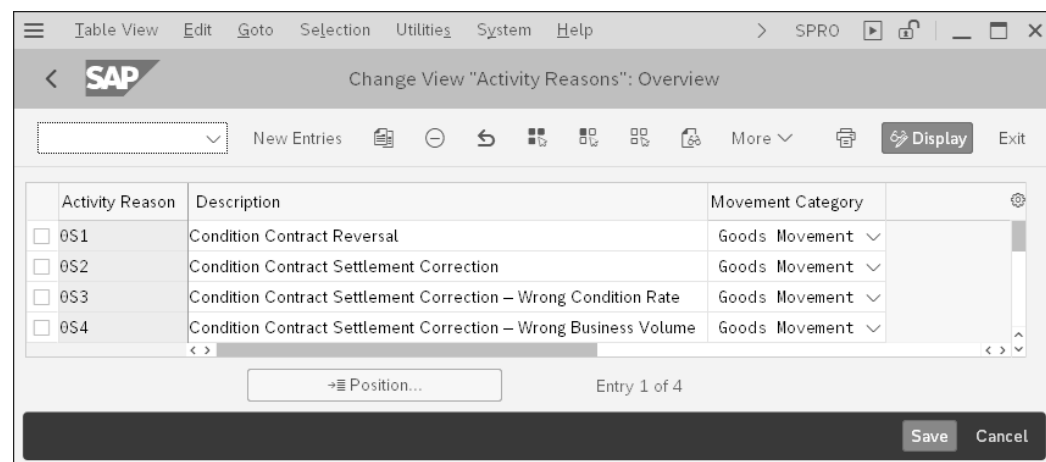 Table View Edit Goto Selection Utilities System Help SPRO
SAP Change View "Activity Reasons": Overview
New Entries More Display Exit
Activity Reason Description Movement Category
0S1 Condition Contract Reversal Goods Movement
0S2 Condition Contract Settlement Correction Goods Movement
0S3 Condition Contract Settlement Correction – Wrong Condition Rate Goods Movement
0S4 Condition Contract Settlement Correction – Wrong Business Volume Goods Movement
Position... Entry 1 of 4
Save Cancel